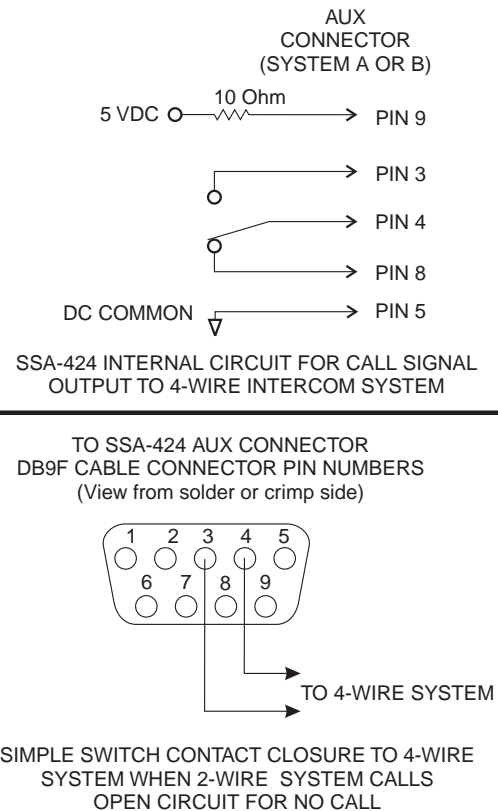 AUX
CONNECTOR
(SYSTEM A OR B)
10 Ohm
5 VDC
PIN 9
PIN 3
PIN 4
PIN 8
DC COMMON
PIN 5
SSA-424 INTERNAL CIRCUIT FOR CALL SIGNAL
OUTPUT TO 4-WIRE INTERCOM SYSTEM
TO SSA-424 AUX CONNECTOR
DB9F CABLE CONNECTOR PIN NUMBERS
(View from solder or crimp side)
1 2 3 4 5
6 7 8 9
TO 4-WIRE SYSTEM
SIMPLE SWITCH CONTACT CLOSURE TO 4-WIRE
SYSTEM WHEN 2-WIRE SYSTEM CALLS
OPEN CIRCUIT FOR NO CALL